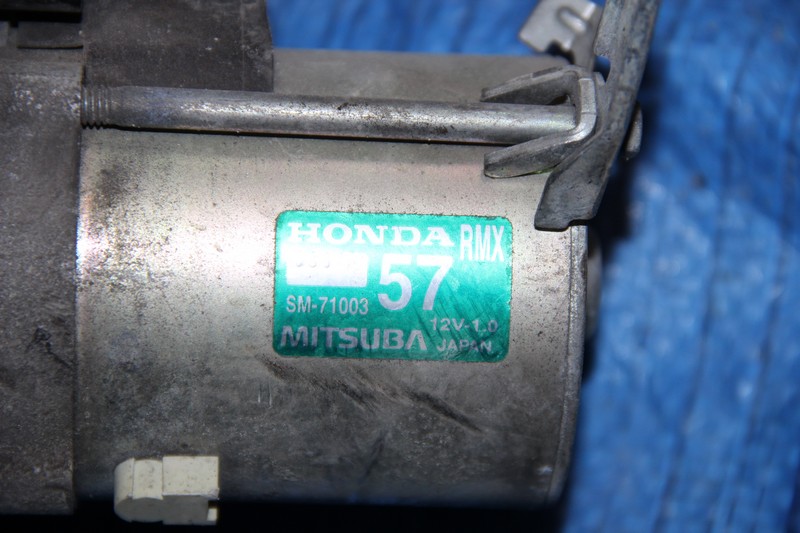 HONDA RMX
57
SM-71003
12V-1.0
MITSUBA JAPAN